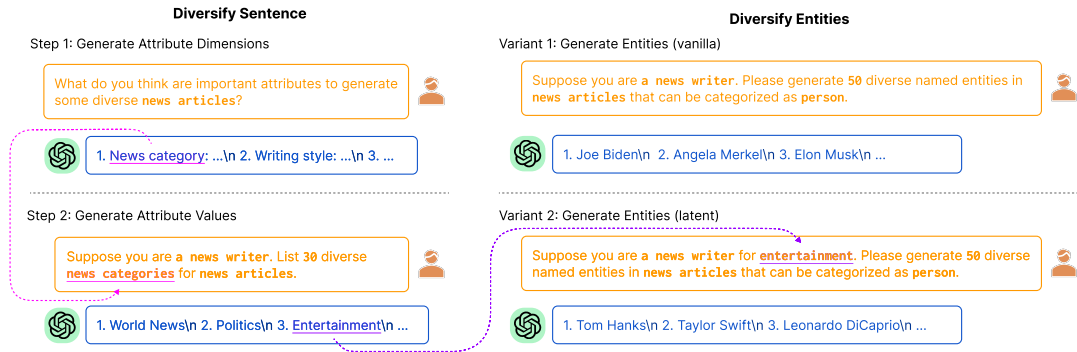 Diversify Sentence
Step 1: Generate Attribute Dimensions
What do you think are important attributes to generate
some diverse news articles?
1. News category: ...\n 2. Writing style: ...\n 3. ...
Step 2: Generate Attribute Values
Suppose you are a news writer. List 30 diverse
news categories for news articles.
1. World News\n 2. Politics\n 3. Entertainment\n ...
Diversify Entities
Variant 1: Generate Entities (vanilla)
Suppose you are a news writer. Please generate 50 diverse named entities in
news articles that can be categorized as person.
1. Joe Biden\n 2. Angela Merkel\n 3. Elon Musk\n ...
Variant 2: Generate Entities (latent)
Suppose you are a news writer for entertainment. Please generate 50 diverse
named entities in news articles that can be categorized as person.
1. Tom Hanks\n 2. Taylor Swift\n 3. Leonardo DiCaprio\n ...